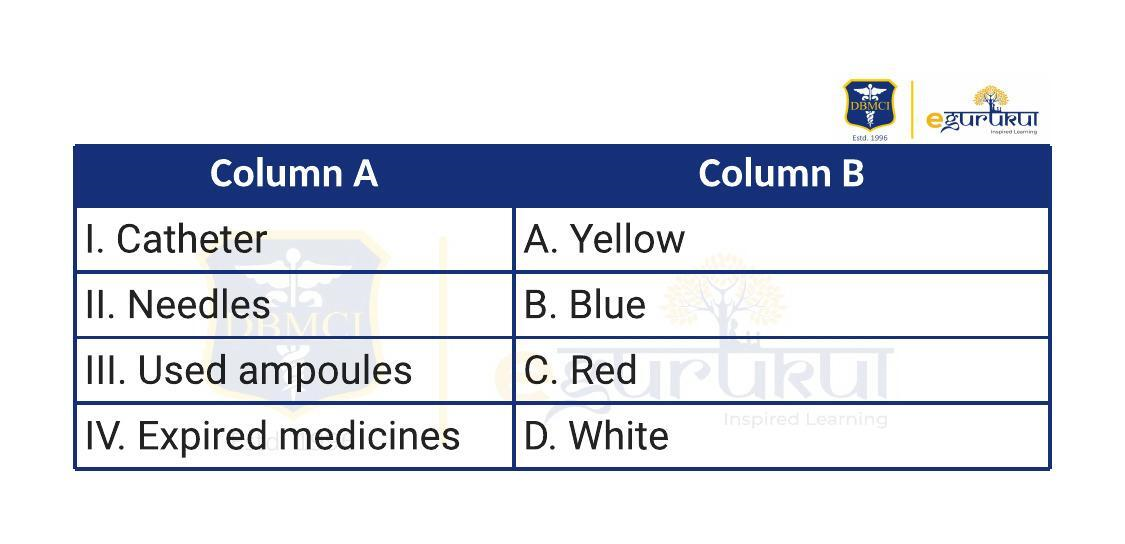 DBMCI
Estd. 1996
egurukul
Inspired Learning
Column A
Column B
I. Catheter
A. Yellow
II. Needles
B. Blue
III. Used ampoules
C. Red
IV. Expired medicines
D. White
DBMCI
egurukul
Inspired Learning